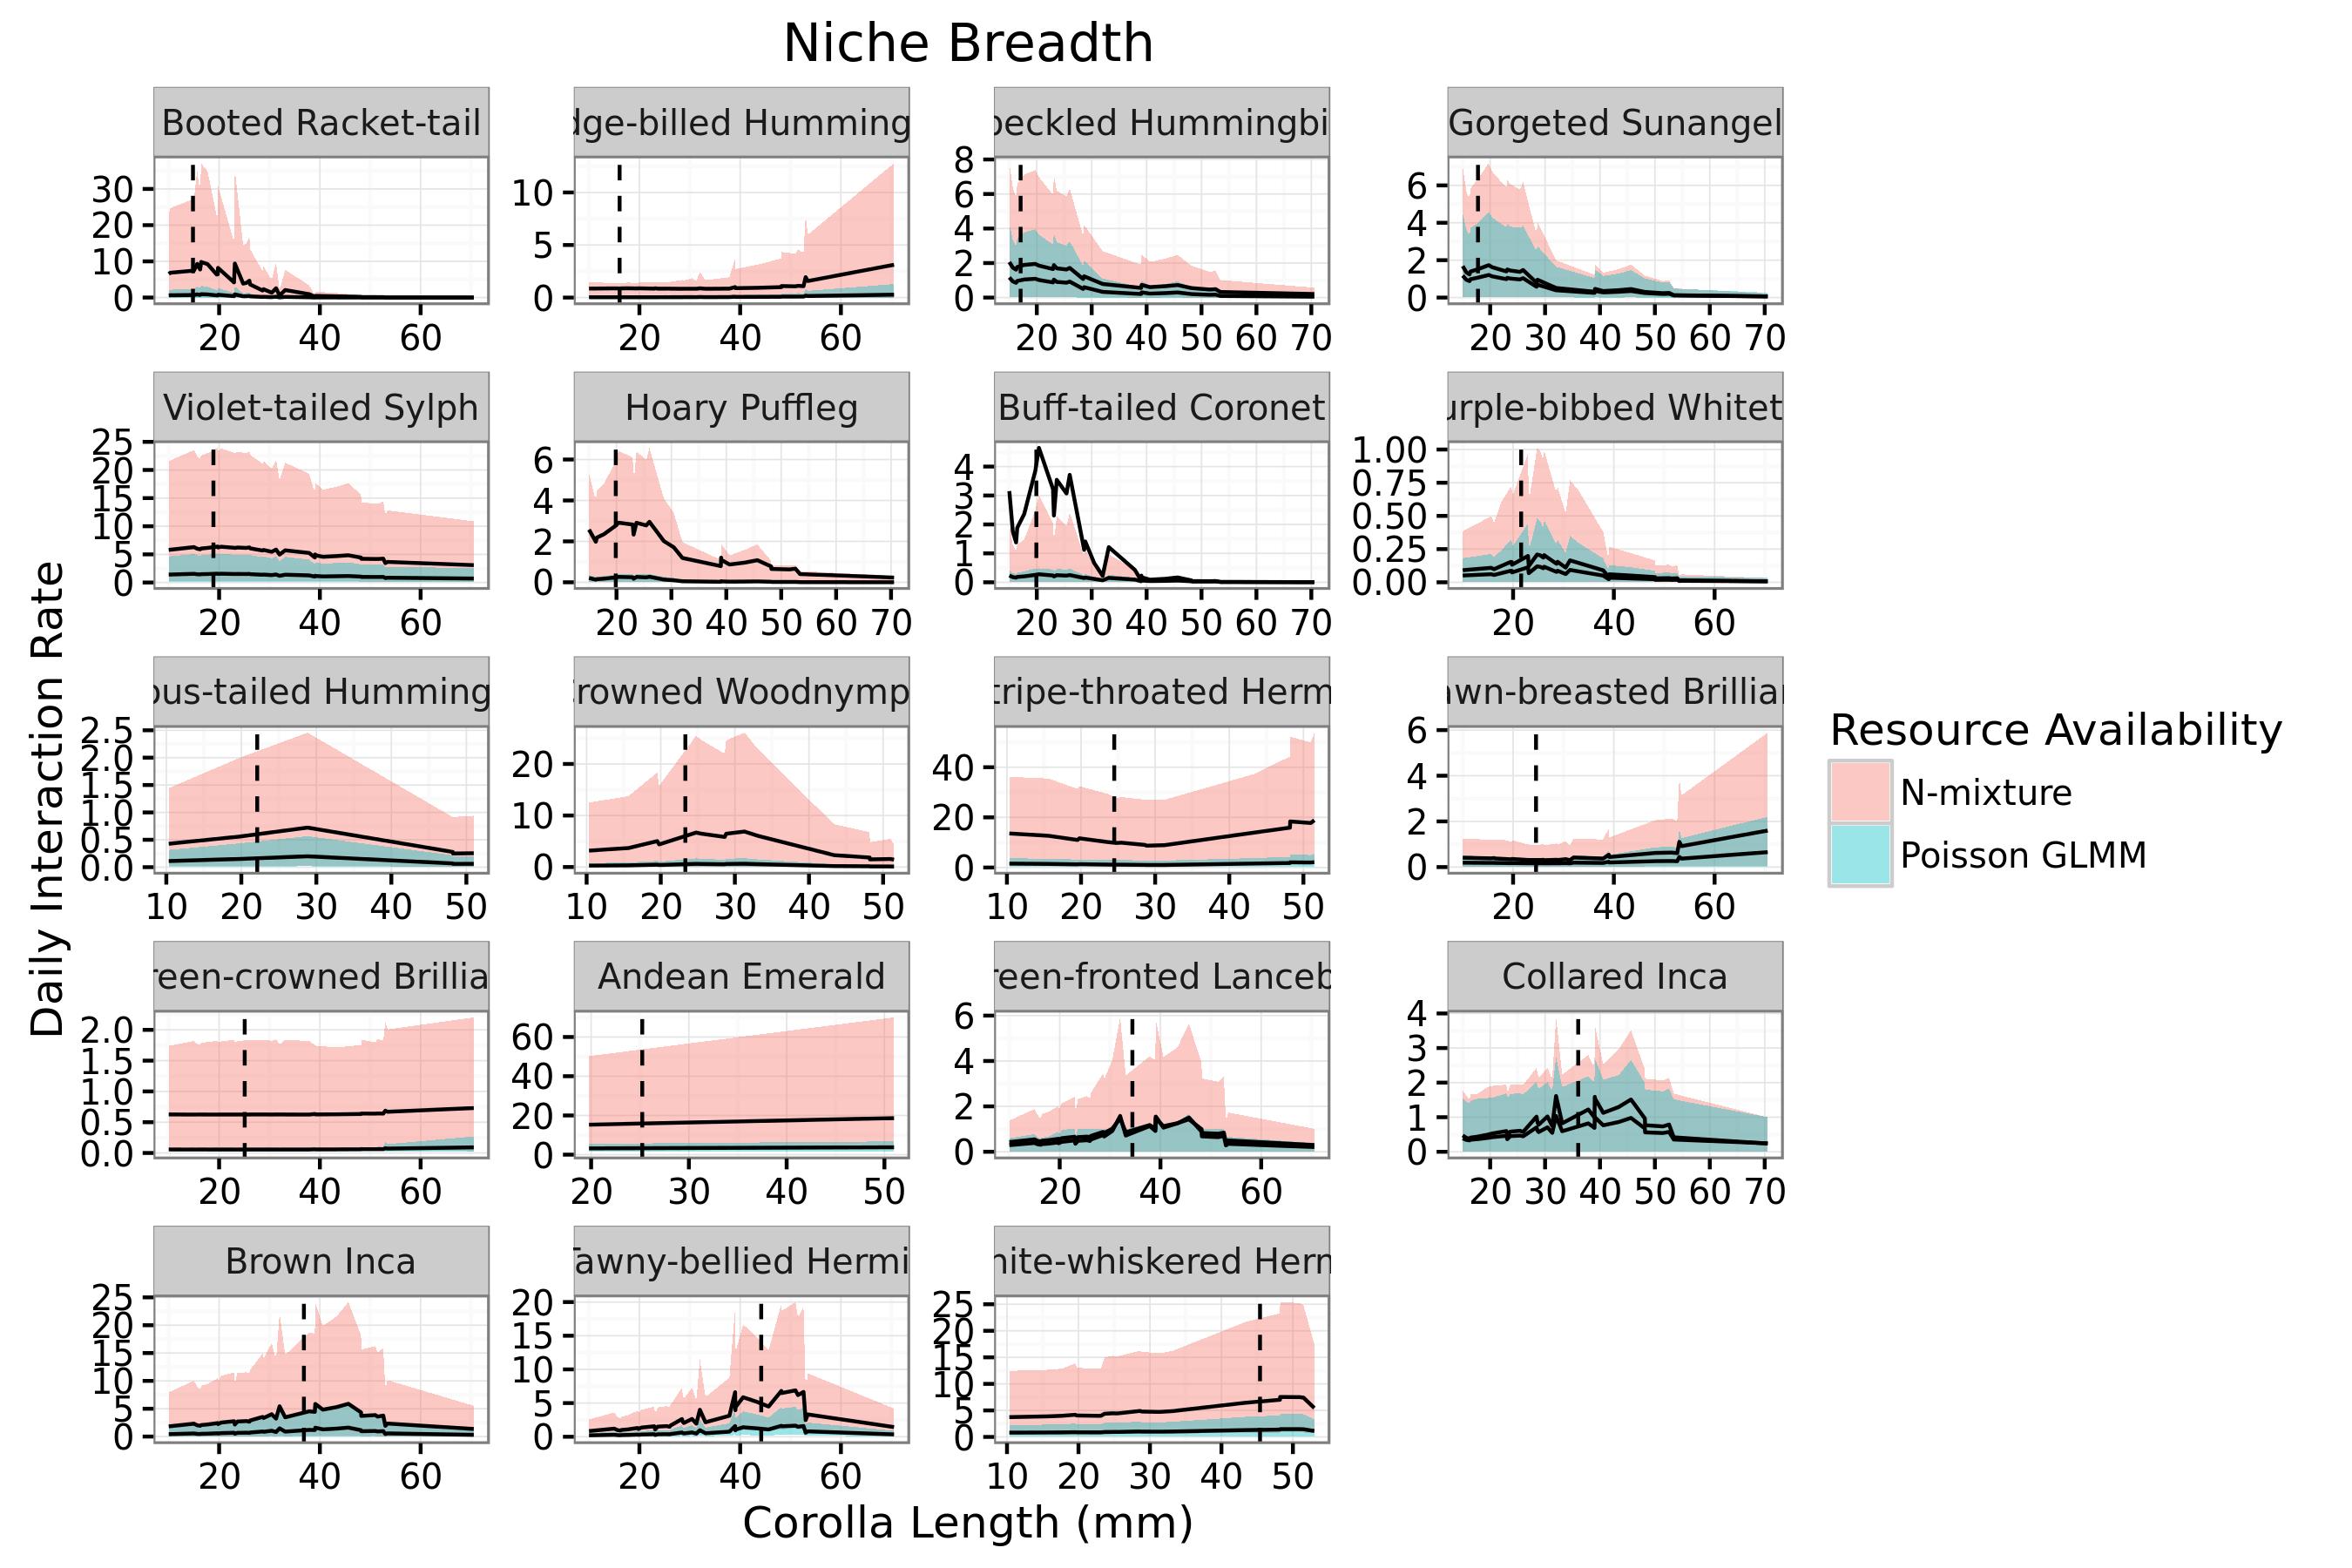 Niche Breadth
Booted Racket-tail
dge-billed Humming
peckled Hummingbi
Gorgeted Sunangel
30
20
10
0
20 40 60
10
5
0
20 40 60
8
6
4
2
0
20 30 40 50 60 70
6
4
2
0
20 30 40 50 60 70
Violet-tailed Sylph
Hoary Puffleg
Buff-tailed Coronet
urple-bibbed Whitet
25
20
15
10
5
0
20 40 60
6
4
2
0
20 30 40 50 60 70
4
3
2
1
0
20 30 40 50 60 70
1.00
0.75
0.50
0.25
0.00
20 40 60
ous-tailed Humming
rowned Woodnymp
tripe-throated Herm
awn-breasted Brillian
2.5
2.0
1.5
1.0
0.5
0.0
10 20 30 40 50
20
10
0
10 20 30 40 50
40
20
0
10 20 30 40 50
6
4
2
0
20 40 60
reen-crowned Brillia
Andean Emerald
reen-fronted Lanceb
Collared Inca
2.0
1.5
1.0
0.5
0.0
20 40 60
60
40
20
0
20 30 40 50
6
4
2
0
20 40 60
4
3
2
1
0
20 30 40 50 60 70
Brown Inca
Tawny-bellied Hermi
hite-whiskered Herm
25
20
15
10
5
0
20 40 60
20
15
10
5
0
20 40 60
25
20
15
10
5
0
10 20 30 40 50
Corolla Length (mm)
Daily Interaction Rate
Resource Availability
N-mixture
Poisson GLMM